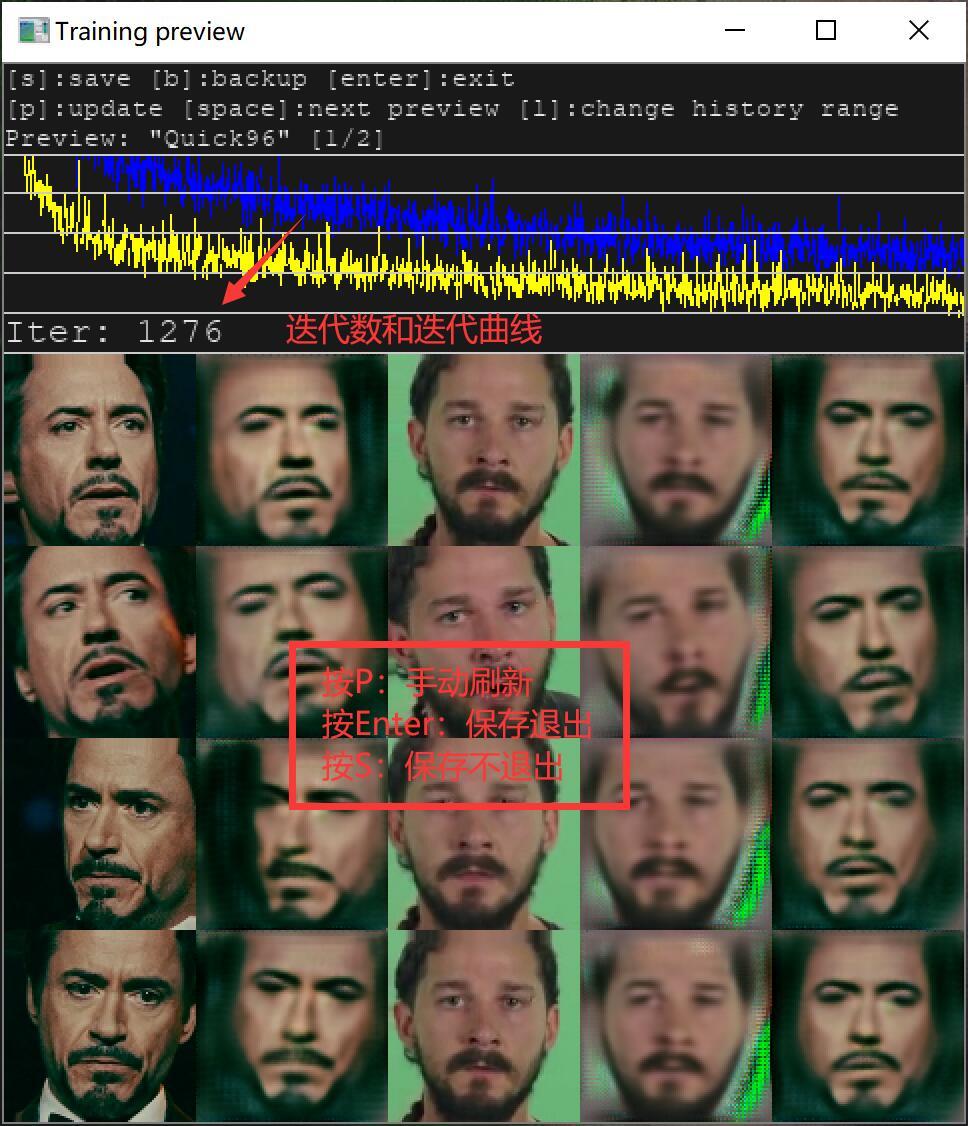 Training preview
[s]:save [b]:backup [enter]:exit
[p]:update [space]:next preview [l]:change history range
Preview: "Quick96" [1/2]
Iter: 1276
迭代数和迭代曲线
按P：手动刷新
按Enter：保存退出
按S：保存不退出